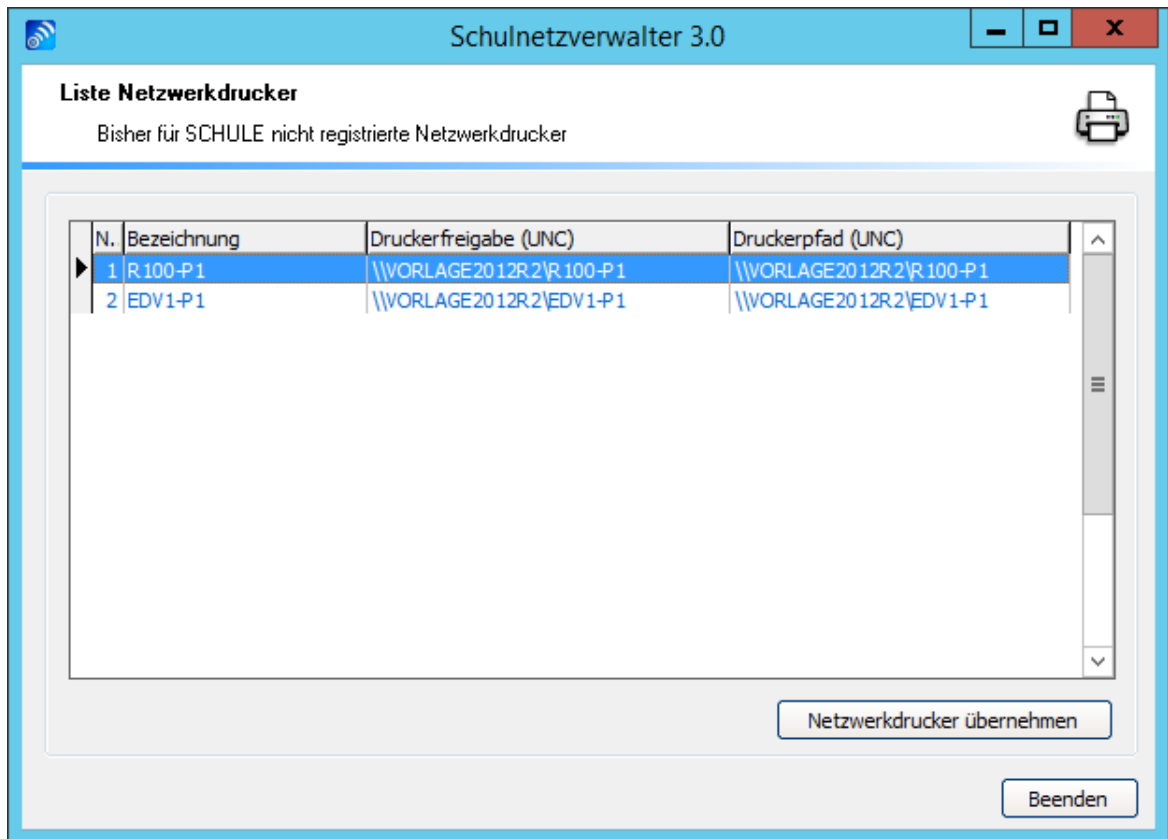 Schulnetzverwalter 3.0
Liste Netzwerkdrucker
Bisher für SCHULE nicht registrierte Netzwerkdrucker
N. Bezeichnung Druckerfreigabe (UNC) Druckerpfad (UNC)
1 R100-P1 \\VORLAGE2012R2\R100-P1 \\VORLAGE2012R2\R100-P1
2 EDV1-P1 \\VORLAGE2012R2\EDV1-P1 \\VORLAGE2012R2\EDV1-P1
Netzwerkdrucker übernehmen
Beenden